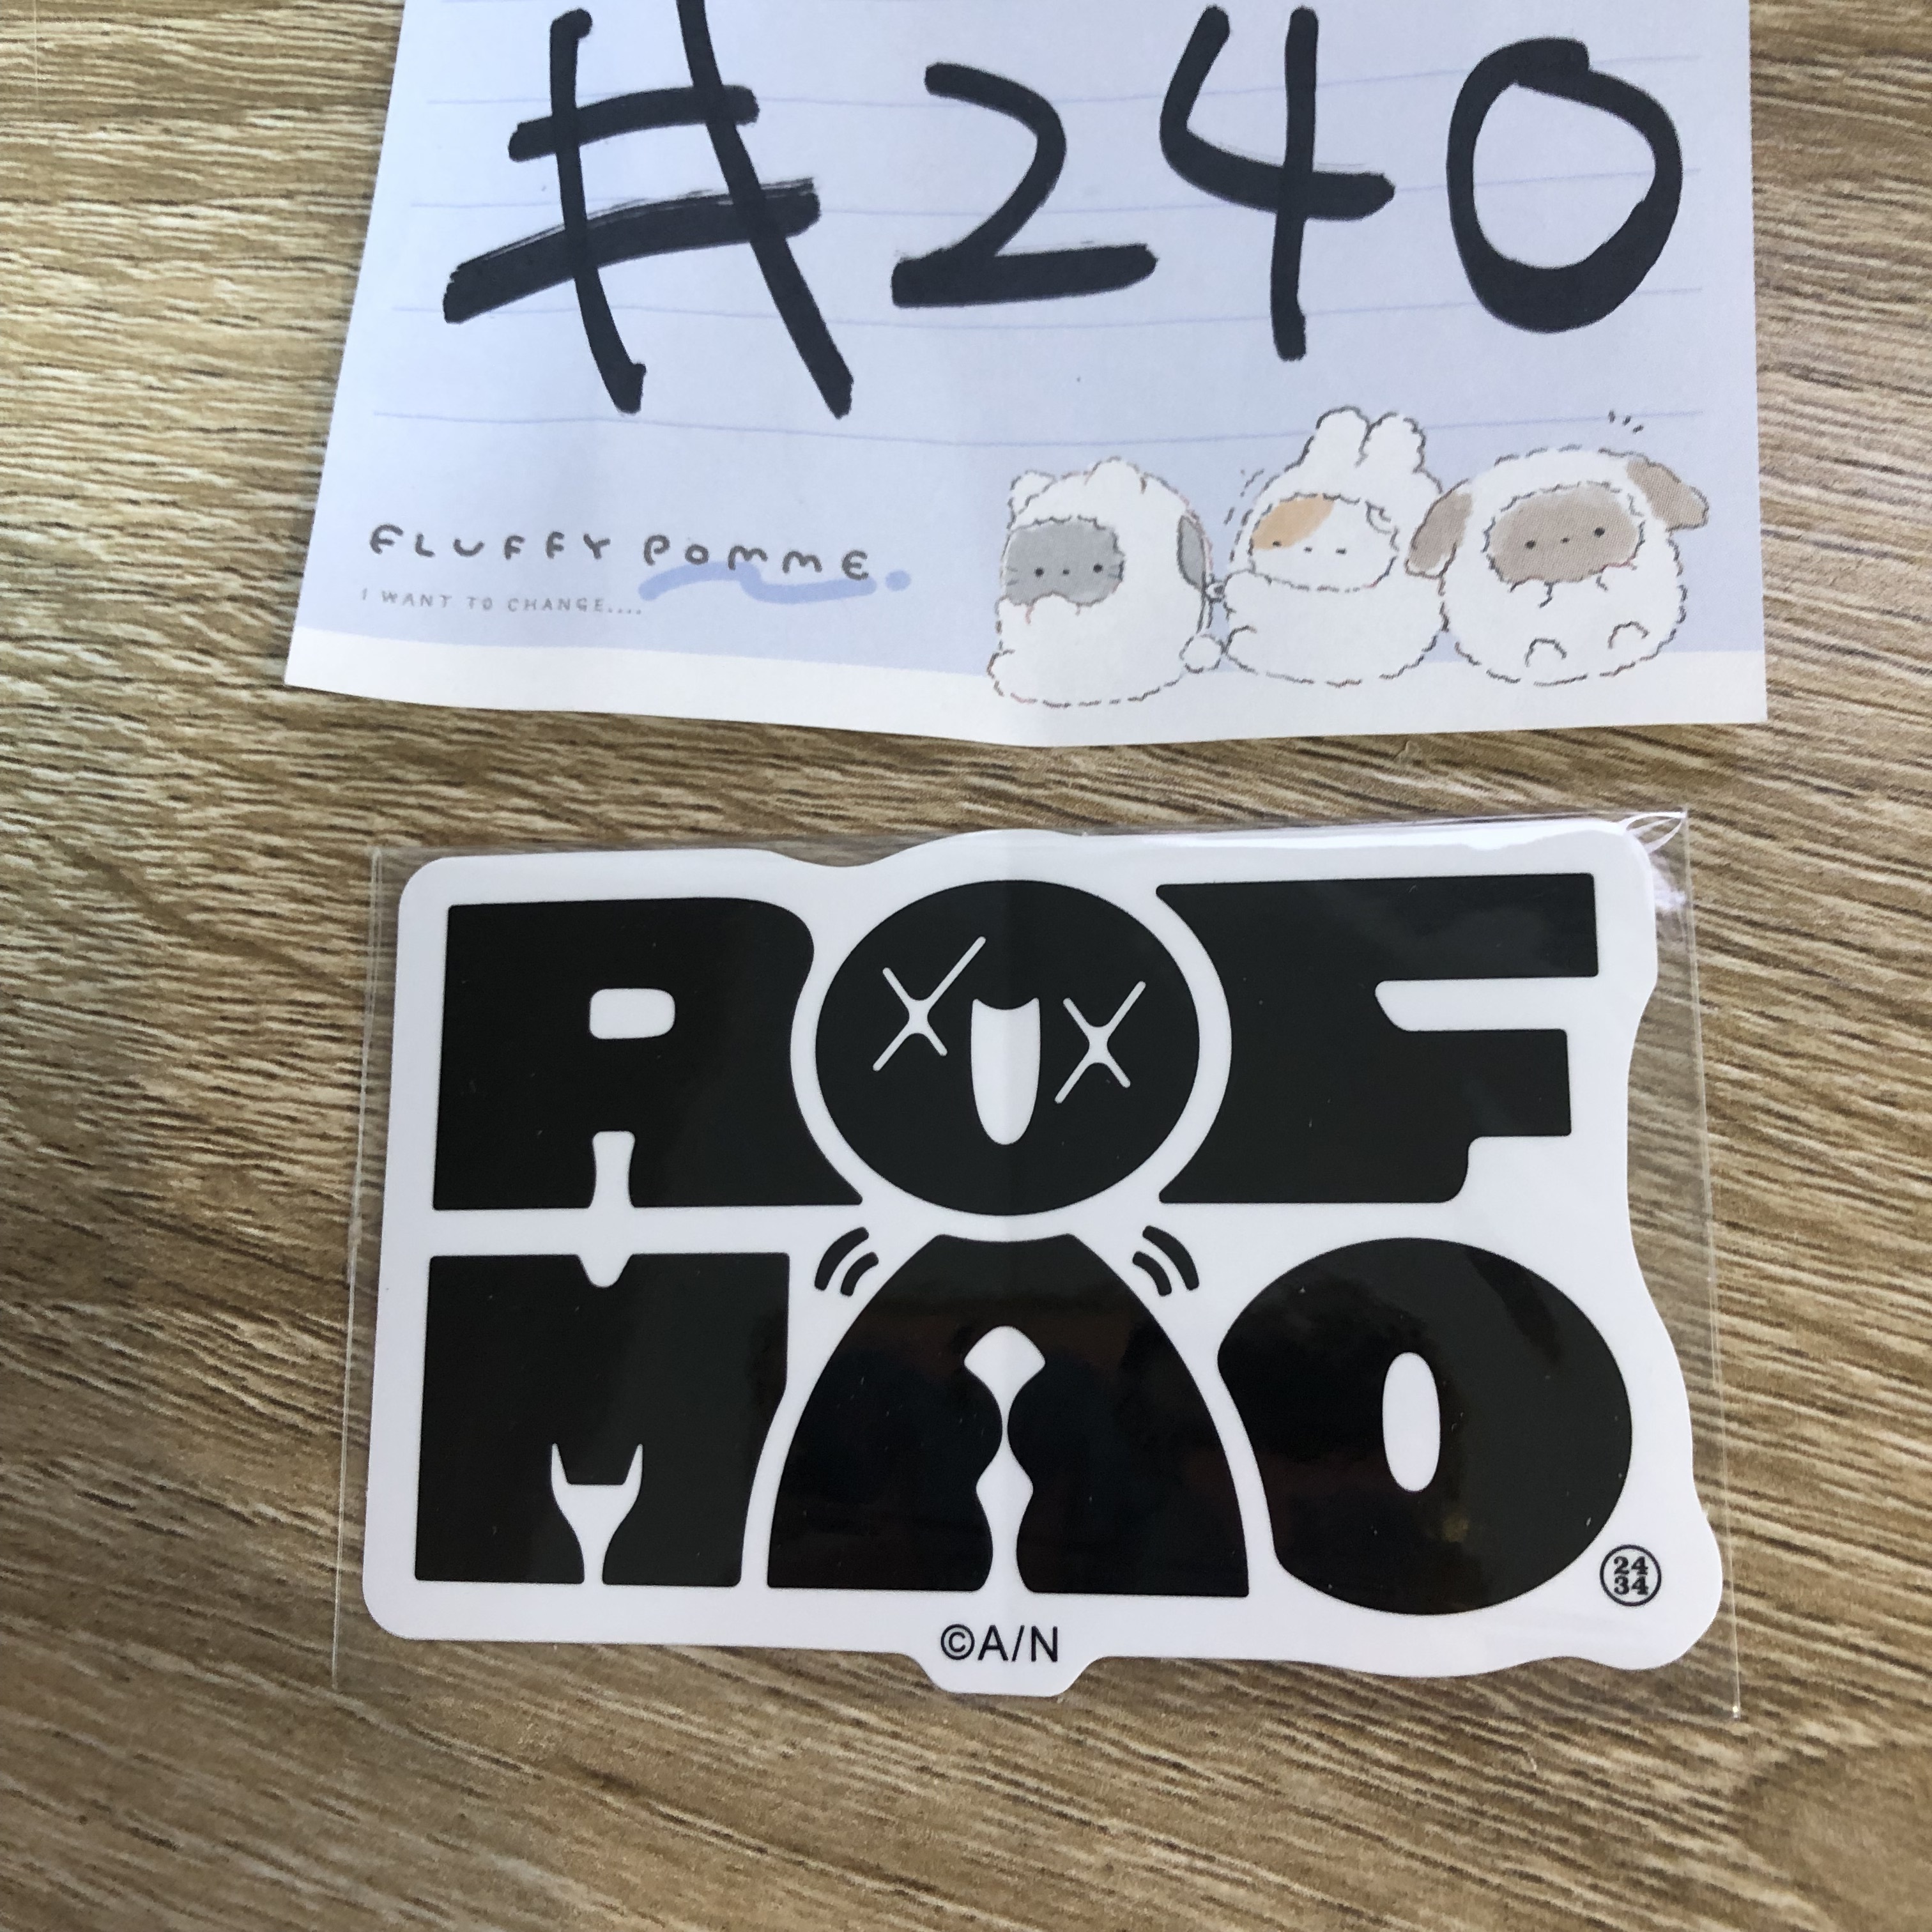 #240
FLUFFY POMME.
I WANT TO CHANGE....
ROF
MAO
24
34
©A/N